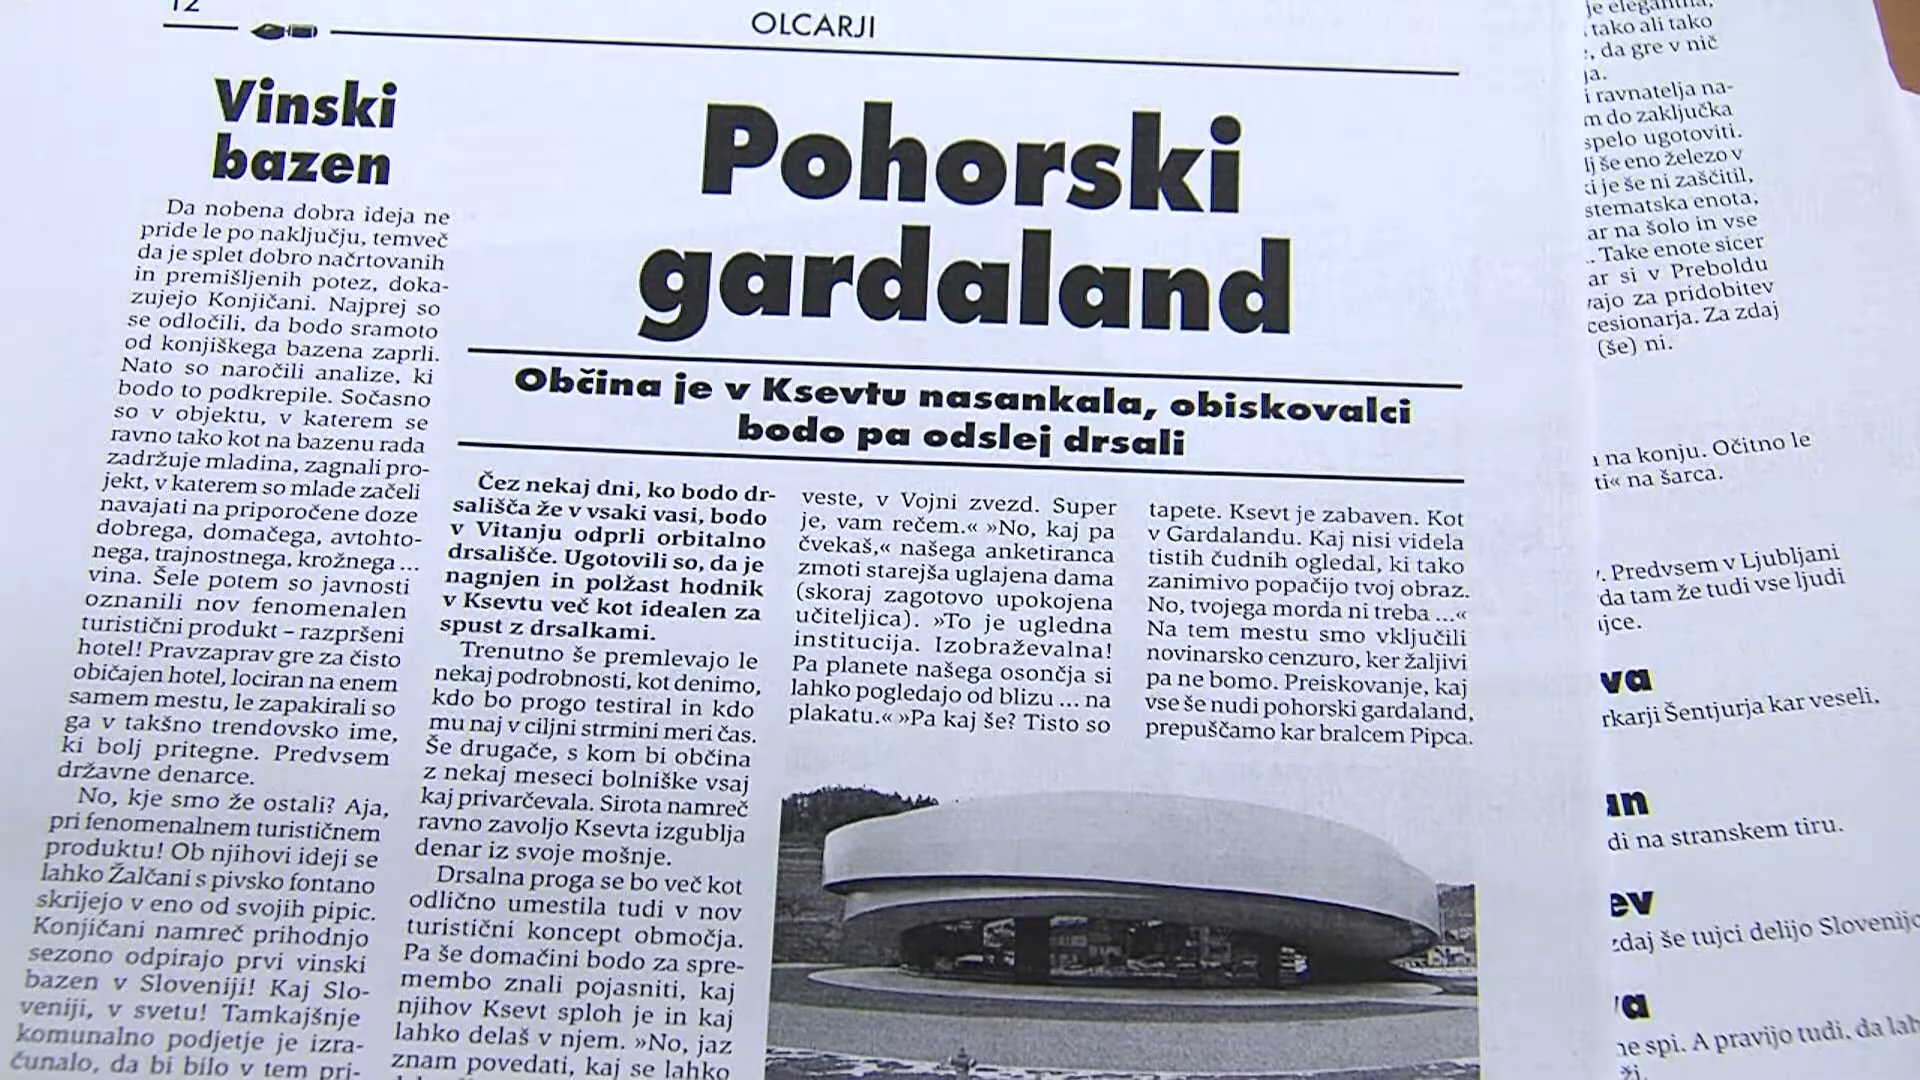 12
OLCARJI
Vinski
bazen
Da nobena dobra ideja ne
pride le po naključju, temveč
da je splet dobro načrtovanih
in premišljenih potez, doka-
zujejo Konjičani. Najprej so
se odločili, da bodo sramoto
od konjiškega bazena zaprli.
Nato so naročili analize, ki
bodo to podkrepile. Sočasno
so v objektu, v katerem se
ravno tako kot na bazenu rada
zadržuje mladina, zagnali pro-
jekt, v katerem so mlade začeli
navajati na priporočene doze
dobrega, domačega, avtohto-
nega, trajnostnega, krožnega ...
vina. Šele potem so javnosti
oznanili nov fenomenalen
turistični produkt – razpršeni
hotel! Pravzaprav gre za čisto
običajen hotel, lociran na enem
samem mestu, le zapakirali so
ga v takšno trendovsko ime,
ki bolj pritegne. Predvsem
državne denarce.
No, kje smo že ostali? Aja,
pri fenomenalnem turističnem
produktu! Ob njihovi ideji se
lahko Žalčani s pivsko fontano
skrijejo v eno od svojih pipic.
Konjičani namreč prihodnjo
sezono odpirajo prvi vinski
bazen v Sloveniji! Kaj Slo-
veniji, v svetu! Tamkajšnje
komunalno podjetje je izra-
čunalo, da bi bilo v tem pri-
Pohorski
gardaland
Občina je v Ksevtu nasankala, obiskovalci
bodo pa odslej drsali
Čez nekaj dni, ko bodo dr-
sališča že v vsaki vasi, bodo
v Vitanju odprli orbitalno
drsališče. Ugotovili so, da je
nagnjen in polžast hodnik
v Ksevtu več kot idealen za
spust z drsalkami.
Trenutno še premlevajo le
nekaj podrobnosti, kot denimo,
kdo bo progo testiral in kdo
mu naj v ciljni strmini meri čas.
Še drugače, s kom bi občina
z nekaj meseci bolniške vsaj
kaj privarčevala. Sirota namreč
ravno zavoljo Ksevta izgublja
denar iz svoje mošnje.
Drsalna proga se bo več kot
odlično umestila tudi v nov
turistični koncept območja.
Pa še domačini bodo za spre-
membo znali pojasniti, kaj
njihov Ksevt sploh je in kaj
lahko delaš v njem. »No, jaz
znam povedati, kaj se lahko
veste, v Vojni zvezd. Super
je, vam rečem.« »No, kaj pa
čvekaš,« našega anketiranca
zmoti starejša uglajena dama
(skoraj zagotovo upokojena
učiteljica). »To je ugledna
institucija. Izobraževalna!
Pa planete našega osončja si
lahko pogledajo od blizu ... na
plakatu.« »Pa kaj še? Tisto so
tapete. Ksevt je zabaven. Kot
v Gardalandu. Kaj nisi videla
tistih čudnih ogledal, ki tako
zanimivo popačijo tvoj obraz.
No, tvojega morda ni treba ...«
Na tem mestu smo vključili
novinarsko cenzuro, ker žaljivi
pa ne bomo. Preiskovanje, kaj
vse še nudi pohorski gardaland,
prepuščamo kar bralcem Pipca.
je elegantna,
tako ali tako
, da gre v nič
ja.
i ravnatelja na-
m do zaključka
spelo ugotoviti.
lj še eno železo v
ki je še ni zaščitil,
stematska enota,
ar na šolo in vse
. Take enote sicer
ar si v Preboldu
vajo za pridobitev
cesionarja. Za zdaj
(še) ni.
na konju. Očitno le
ti« na šarca.
. Predvsem v Ljubljani
da tam že tudi vse ljudi
jce.
va
rkarji Šentjurja kar veseli,
an
di na stranskem tiru.
ev
zdaj še tujci delijo Slovenijo
a
ne spi. A pravijo tudi, da lah
ži.